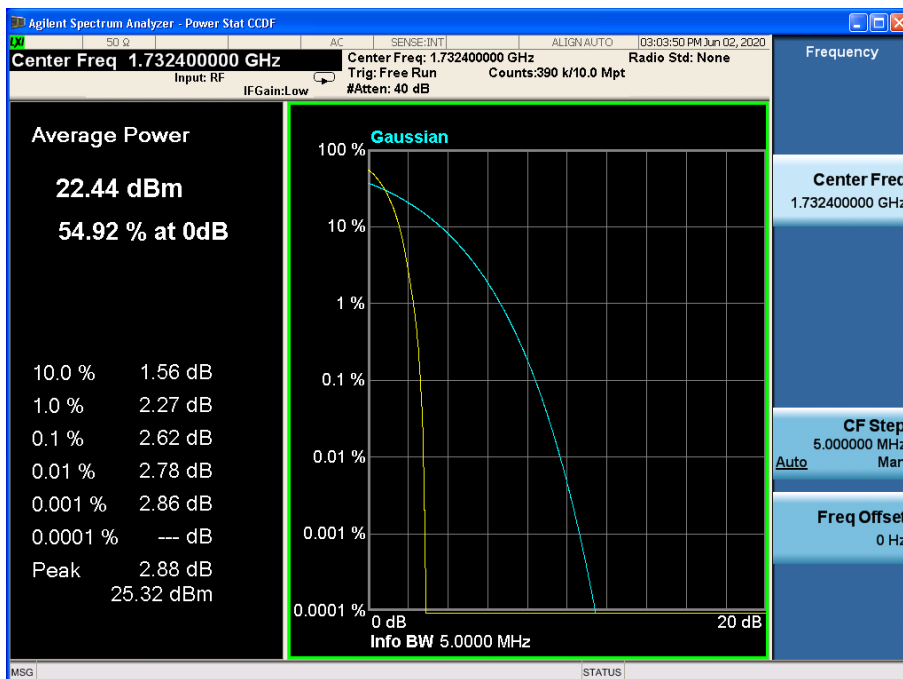 Agilent Spectrum Analyzer - Power Stat CCDF
LXI 50 Ω AC SENSE:INT ALIGN AUTO 03:03:50 PM Jun 02, 2020
Center Freq 1.732400000 GHz
Input: RF
IFGain:Low
Center Freq: 1.732400000 GHz
Trig: Free Run Counts:390 k/10.0 Mpt
#Atten: 40 dB
Radio Std: None
Average Power
22.44 dBm
54.92 % at 0dB
10.0 % 1.56 dB
1.0 % 2.27 dB
0.1 % 2.62 dB
0.01 % 2.78 dB
0.001 % 2.86 dB
0.0001 % --- dB
Peak 2.88 dB
25.32 dBm
Gaussian
100 %
10 %
1 %
0.1 %
0.01 %
0.001 %
0.0001 %
0 dB 20 dB
Info BW 5.0000 MHz
Frequency
Center Freq
1.732400000 GHz
CF Step
5.000000 MHz
Auto Man
Freq Offset
0 Hz
MSG STATUS